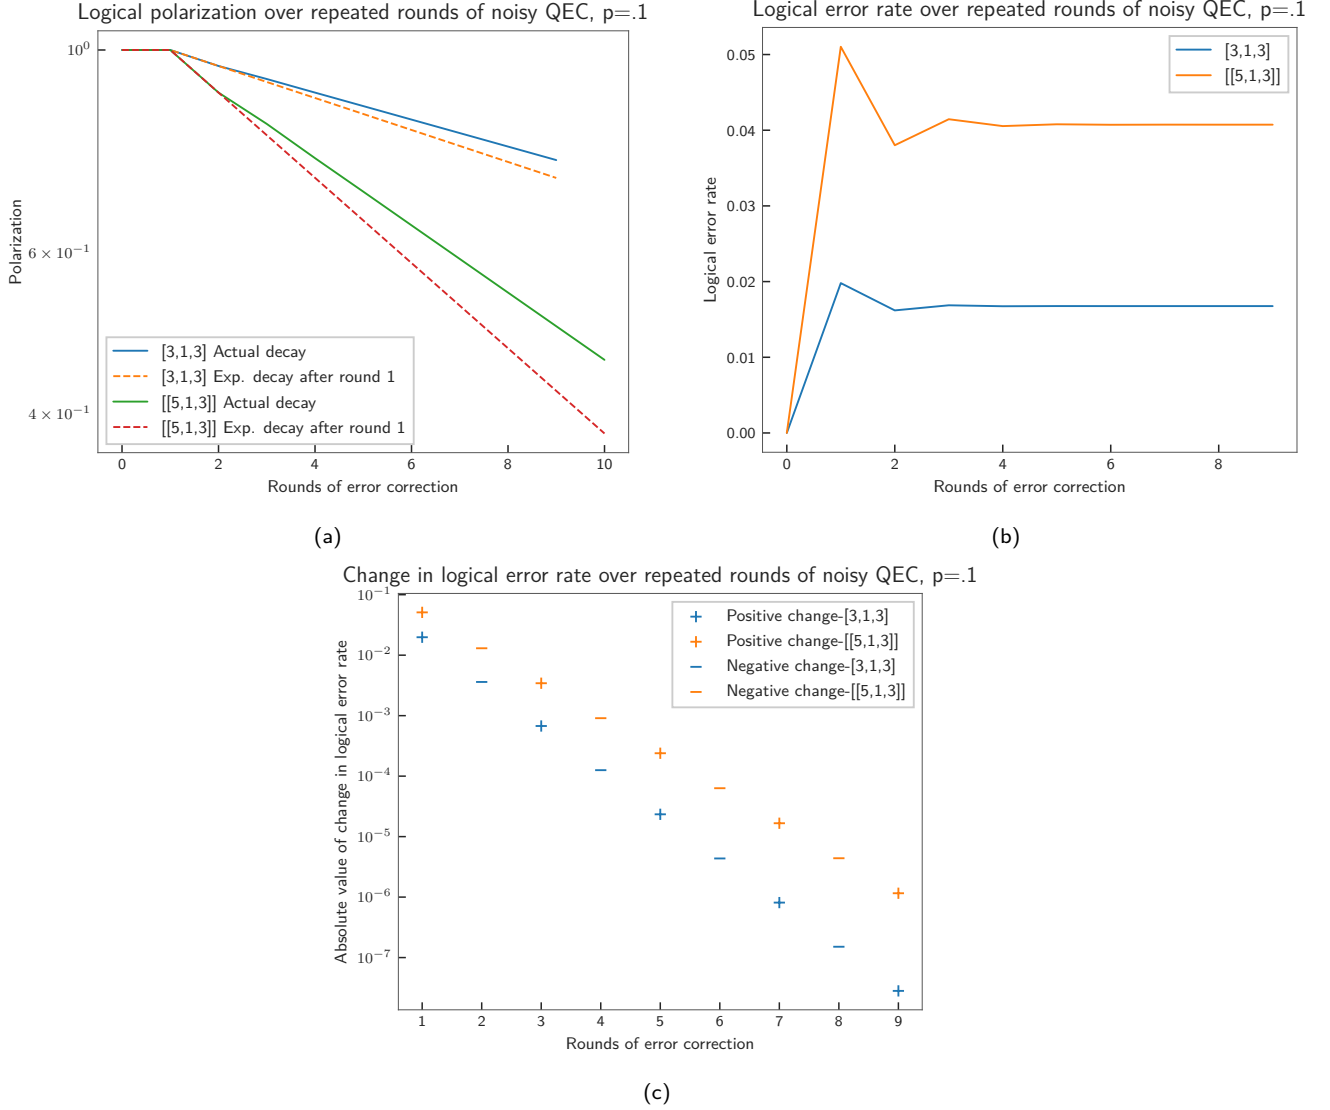 Logical polarization over repeated rounds of noisy QEC, p=.1
10⁰
6 × 10⁻¹
4 × 10⁻¹
Polarization
[3,1,3] Actual decay
[3,1,3] Exp. decay after round 1
[[5,1,3]] Actual decay
[[5,1,3]] Exp. decay after round 1
0 2 4 6 8 10
Rounds of error correction
(a)
Logical error rate over repeated rounds of noisy QEC, p=.1
[3,1,3]
[[5,1,3]]
0.05
0.04
0.03
0.02
0.01
0.00
Logical error rate
0 2 4 6 8
Rounds of error correction
(b)
Change in logical error rate over repeated rounds of noisy QEC, p=.1
10⁻¹
10⁻²
10⁻³
10⁻⁴
10⁻⁵
10⁻⁶
10⁻⁷
Absolute value of change in logical error rate
Positive change-[3,1,3]
Positive change-[[5,1,3]]
Negative change-[3,1,3]
Negative change-[[5,1,3]]
1 2 3 4 5 6 7 8 9
Rounds of error correction
(c)